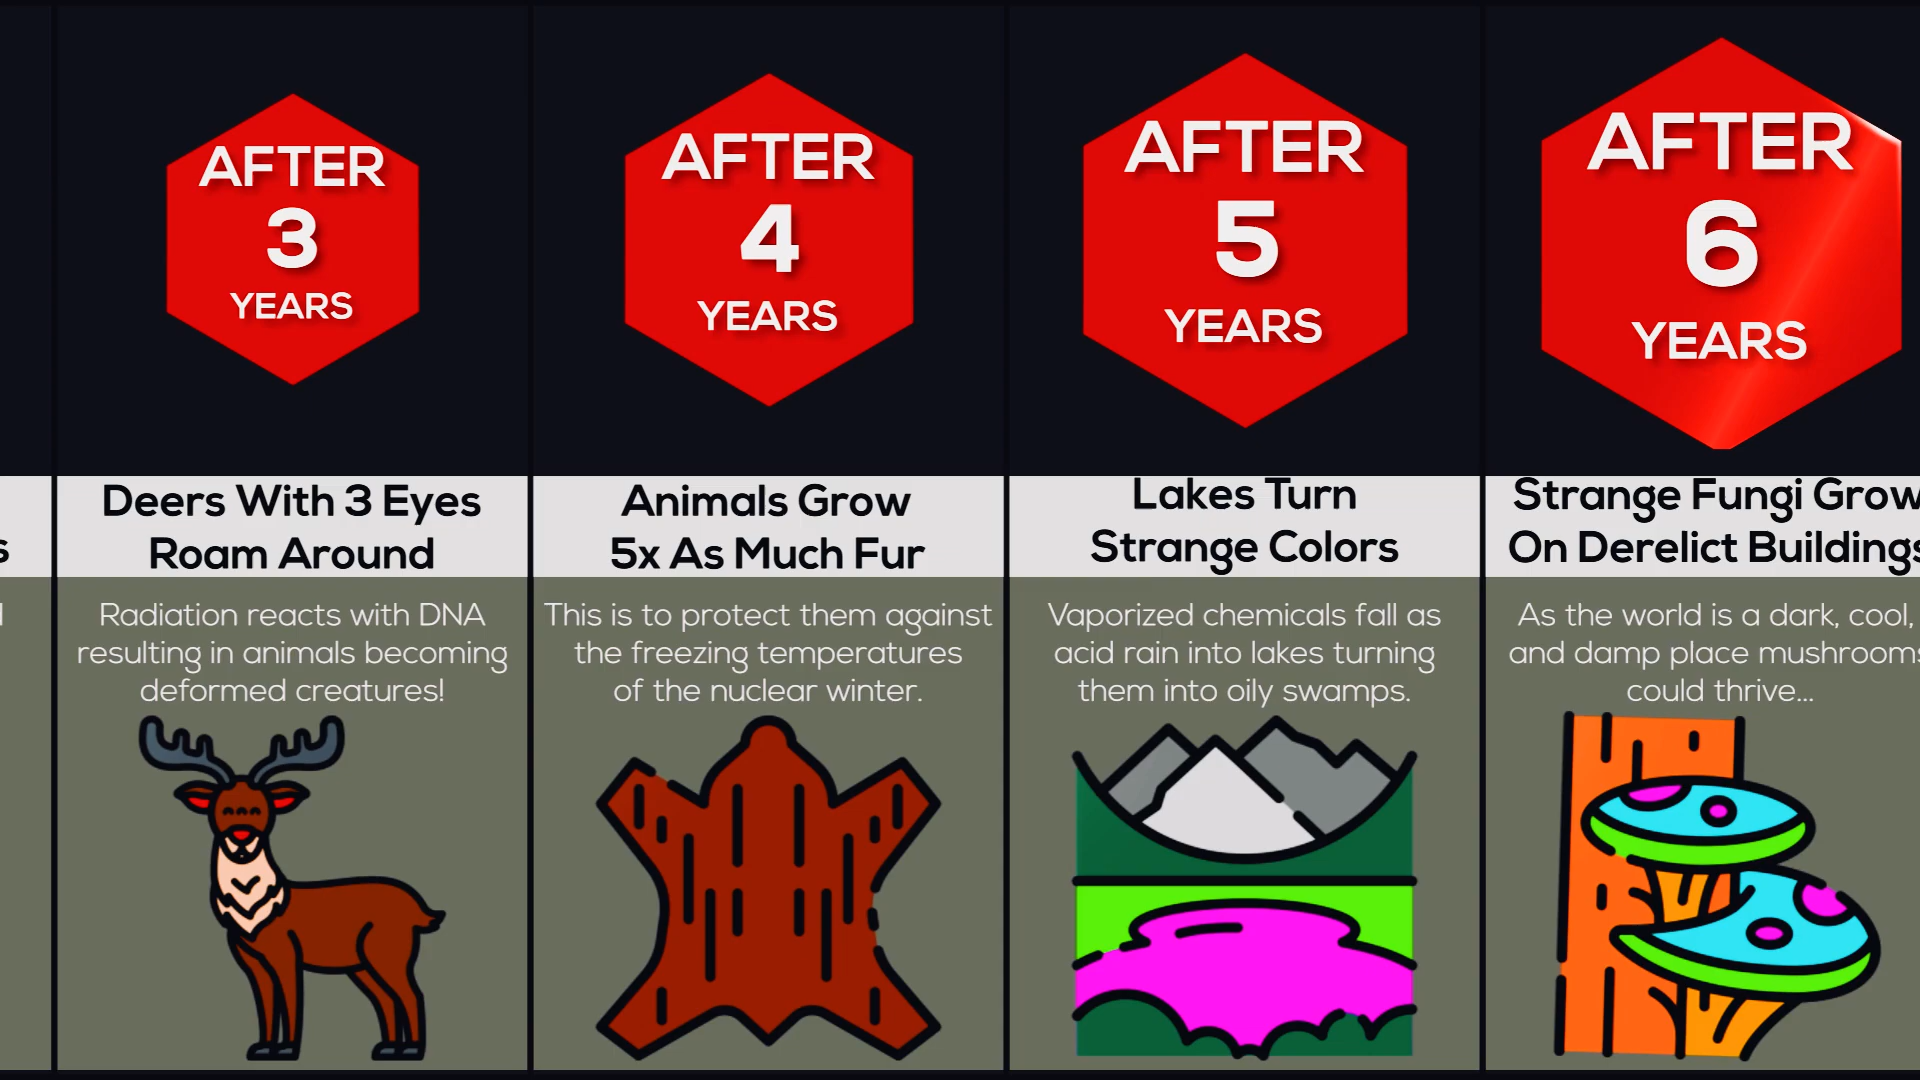 AFTER
3
YEARS
Deers With 3 Eyes
Roam Around
Radiation reacts with DNA
resulting in animals becoming
deformed creatures!
AFTER
4
YEARS
Animals Grow
5x As Much Fur
This is to protect them against
the freezing temperatures
of the nuclear winter.
AFTER
5
YEARS
Lakes Turn
Strange Colors
Vaporized chemicals fall as
acid rain into lakes turning
them into oily swamps.
AFTER
6
YEARS
Strange Fungi Grow
On Derelict Buildings
As the world is a dark, cool,
and damp place mushrooms
could thrive...